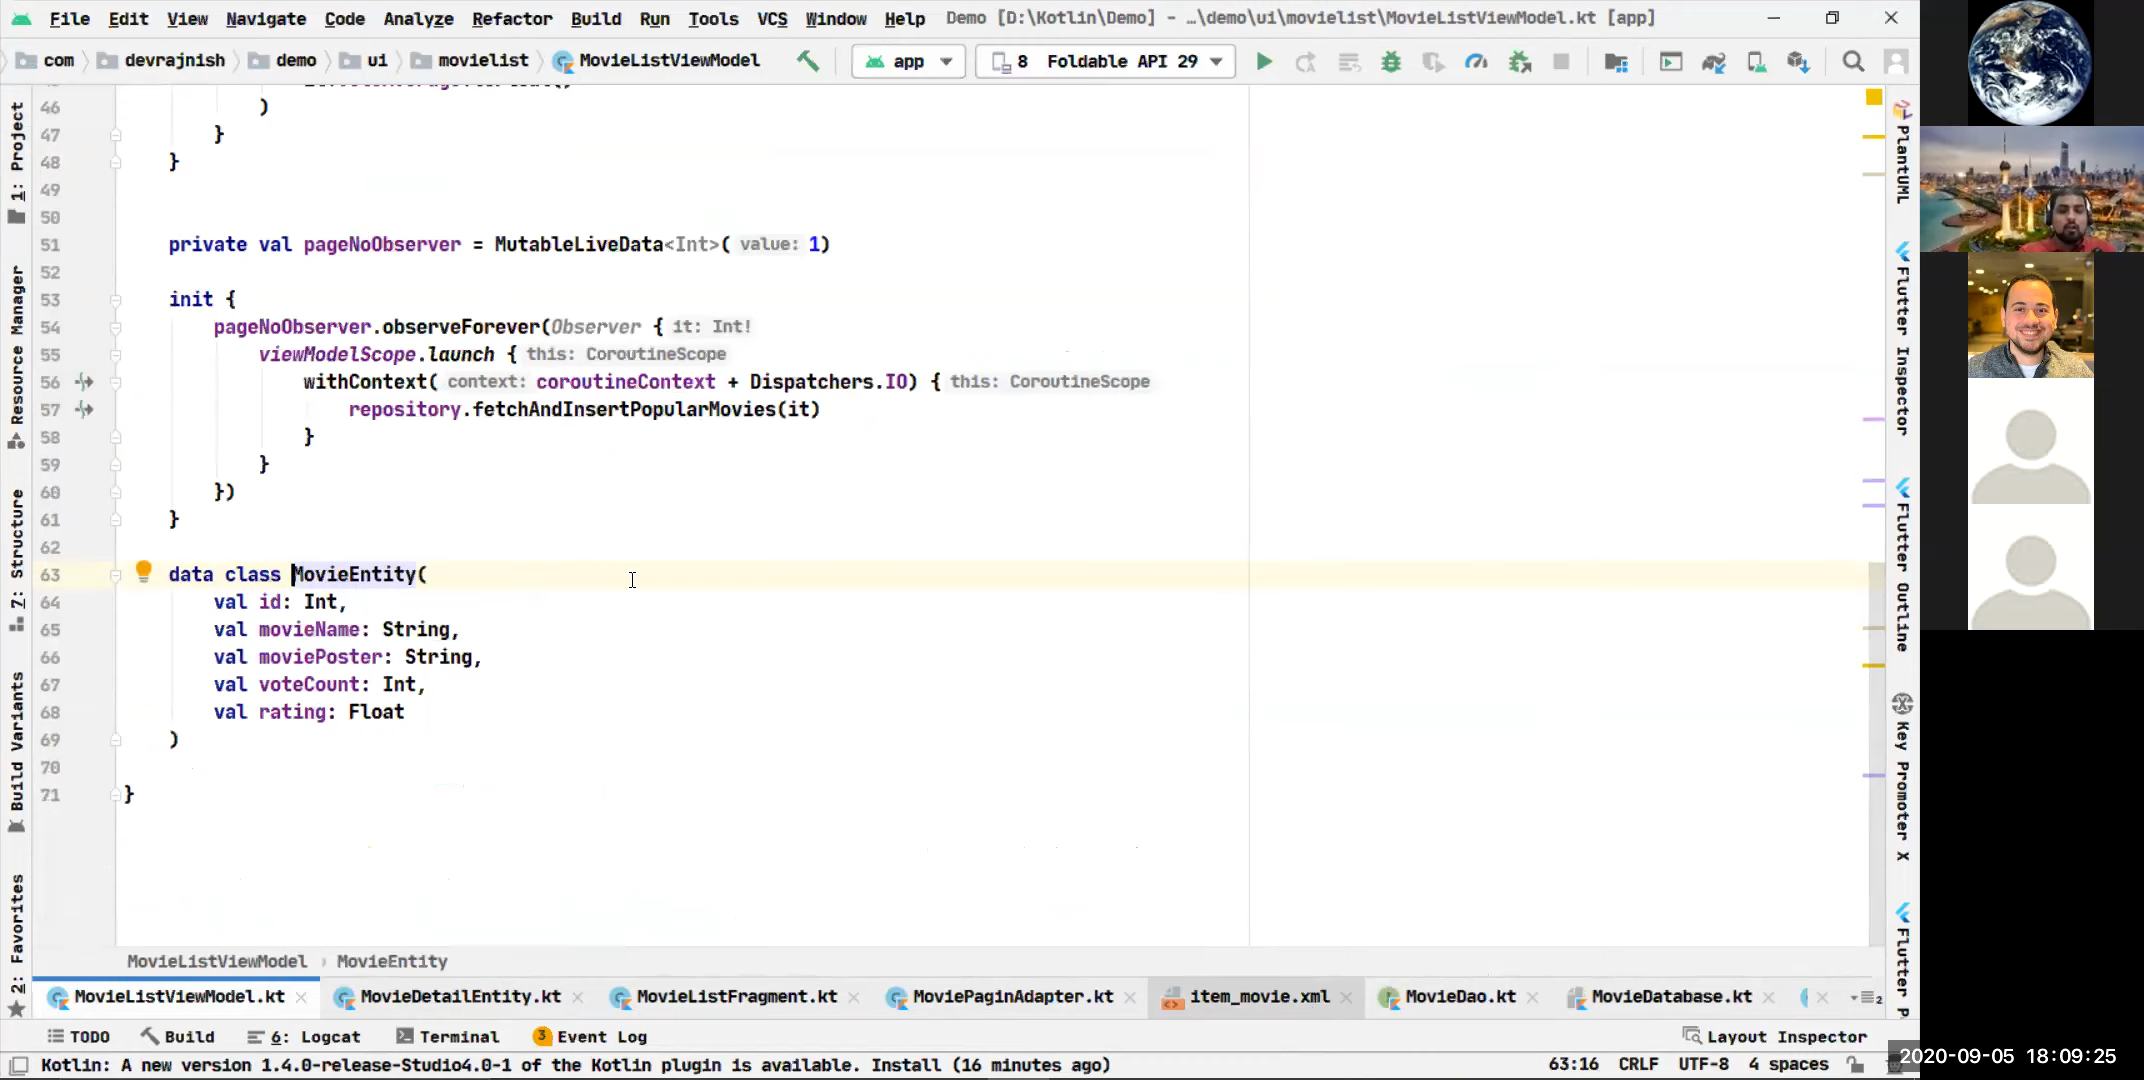 File Edit View Navigate Code Analyze Refactor Build Run Tools VCS Window Help Demo [D:\Kotlin\Demo] - …\demo\ui\movielist\MovieListViewModel.kt [app]
com devrajnish demo ui movielist MovieListViewModel app 8 Foldable API 29
46 )
47 }
48 }
49
50
51 private val pageNoObserver = MutableLiveData<Int>( value: 1)
52
53 init {
54 pageNoObserver.observeForever(Observer { it: Int!
55 viewModelScope.launch { this: CoroutineScope
56 withContext( context: coroutineContext + Dispatchers.IO) { this: CoroutineScope
57 repository.fetchAndInsertPopularMovies(it)
58 }
59 }
60 })
61 }
62
63 data class MovieEntity(
64 val id: Int,
65 val movieName: String,
66 val moviePoster: String,
67 val voteCount: Int,
68 val rating: Float
69 )
70
71 }
1: Project
Resource Manager
7: Structure
Build Variants
2: Favorites
PlantUML
Flutter Inspector
Flutter Outline
Key Promoter X
Flutter P
MovieListViewModel › MovieEntity
MovieListViewModel.kt MovieDetailEntity.kt MovieListFragment.kt MoviePaginAdapter.kt item_movie.xml MovieDao.kt MovieDatabase.kt 2
TODO Build 6: Logcat Terminal 3 Event Log Layout Inspector
Kotlin: A new version 1.4.0-release-Studio4.0-1 of the Kotlin plugin is available. Install (16 minutes ago) 63:16 CRLF UTF-8 4 spaces
2020-09-05 18:09:25